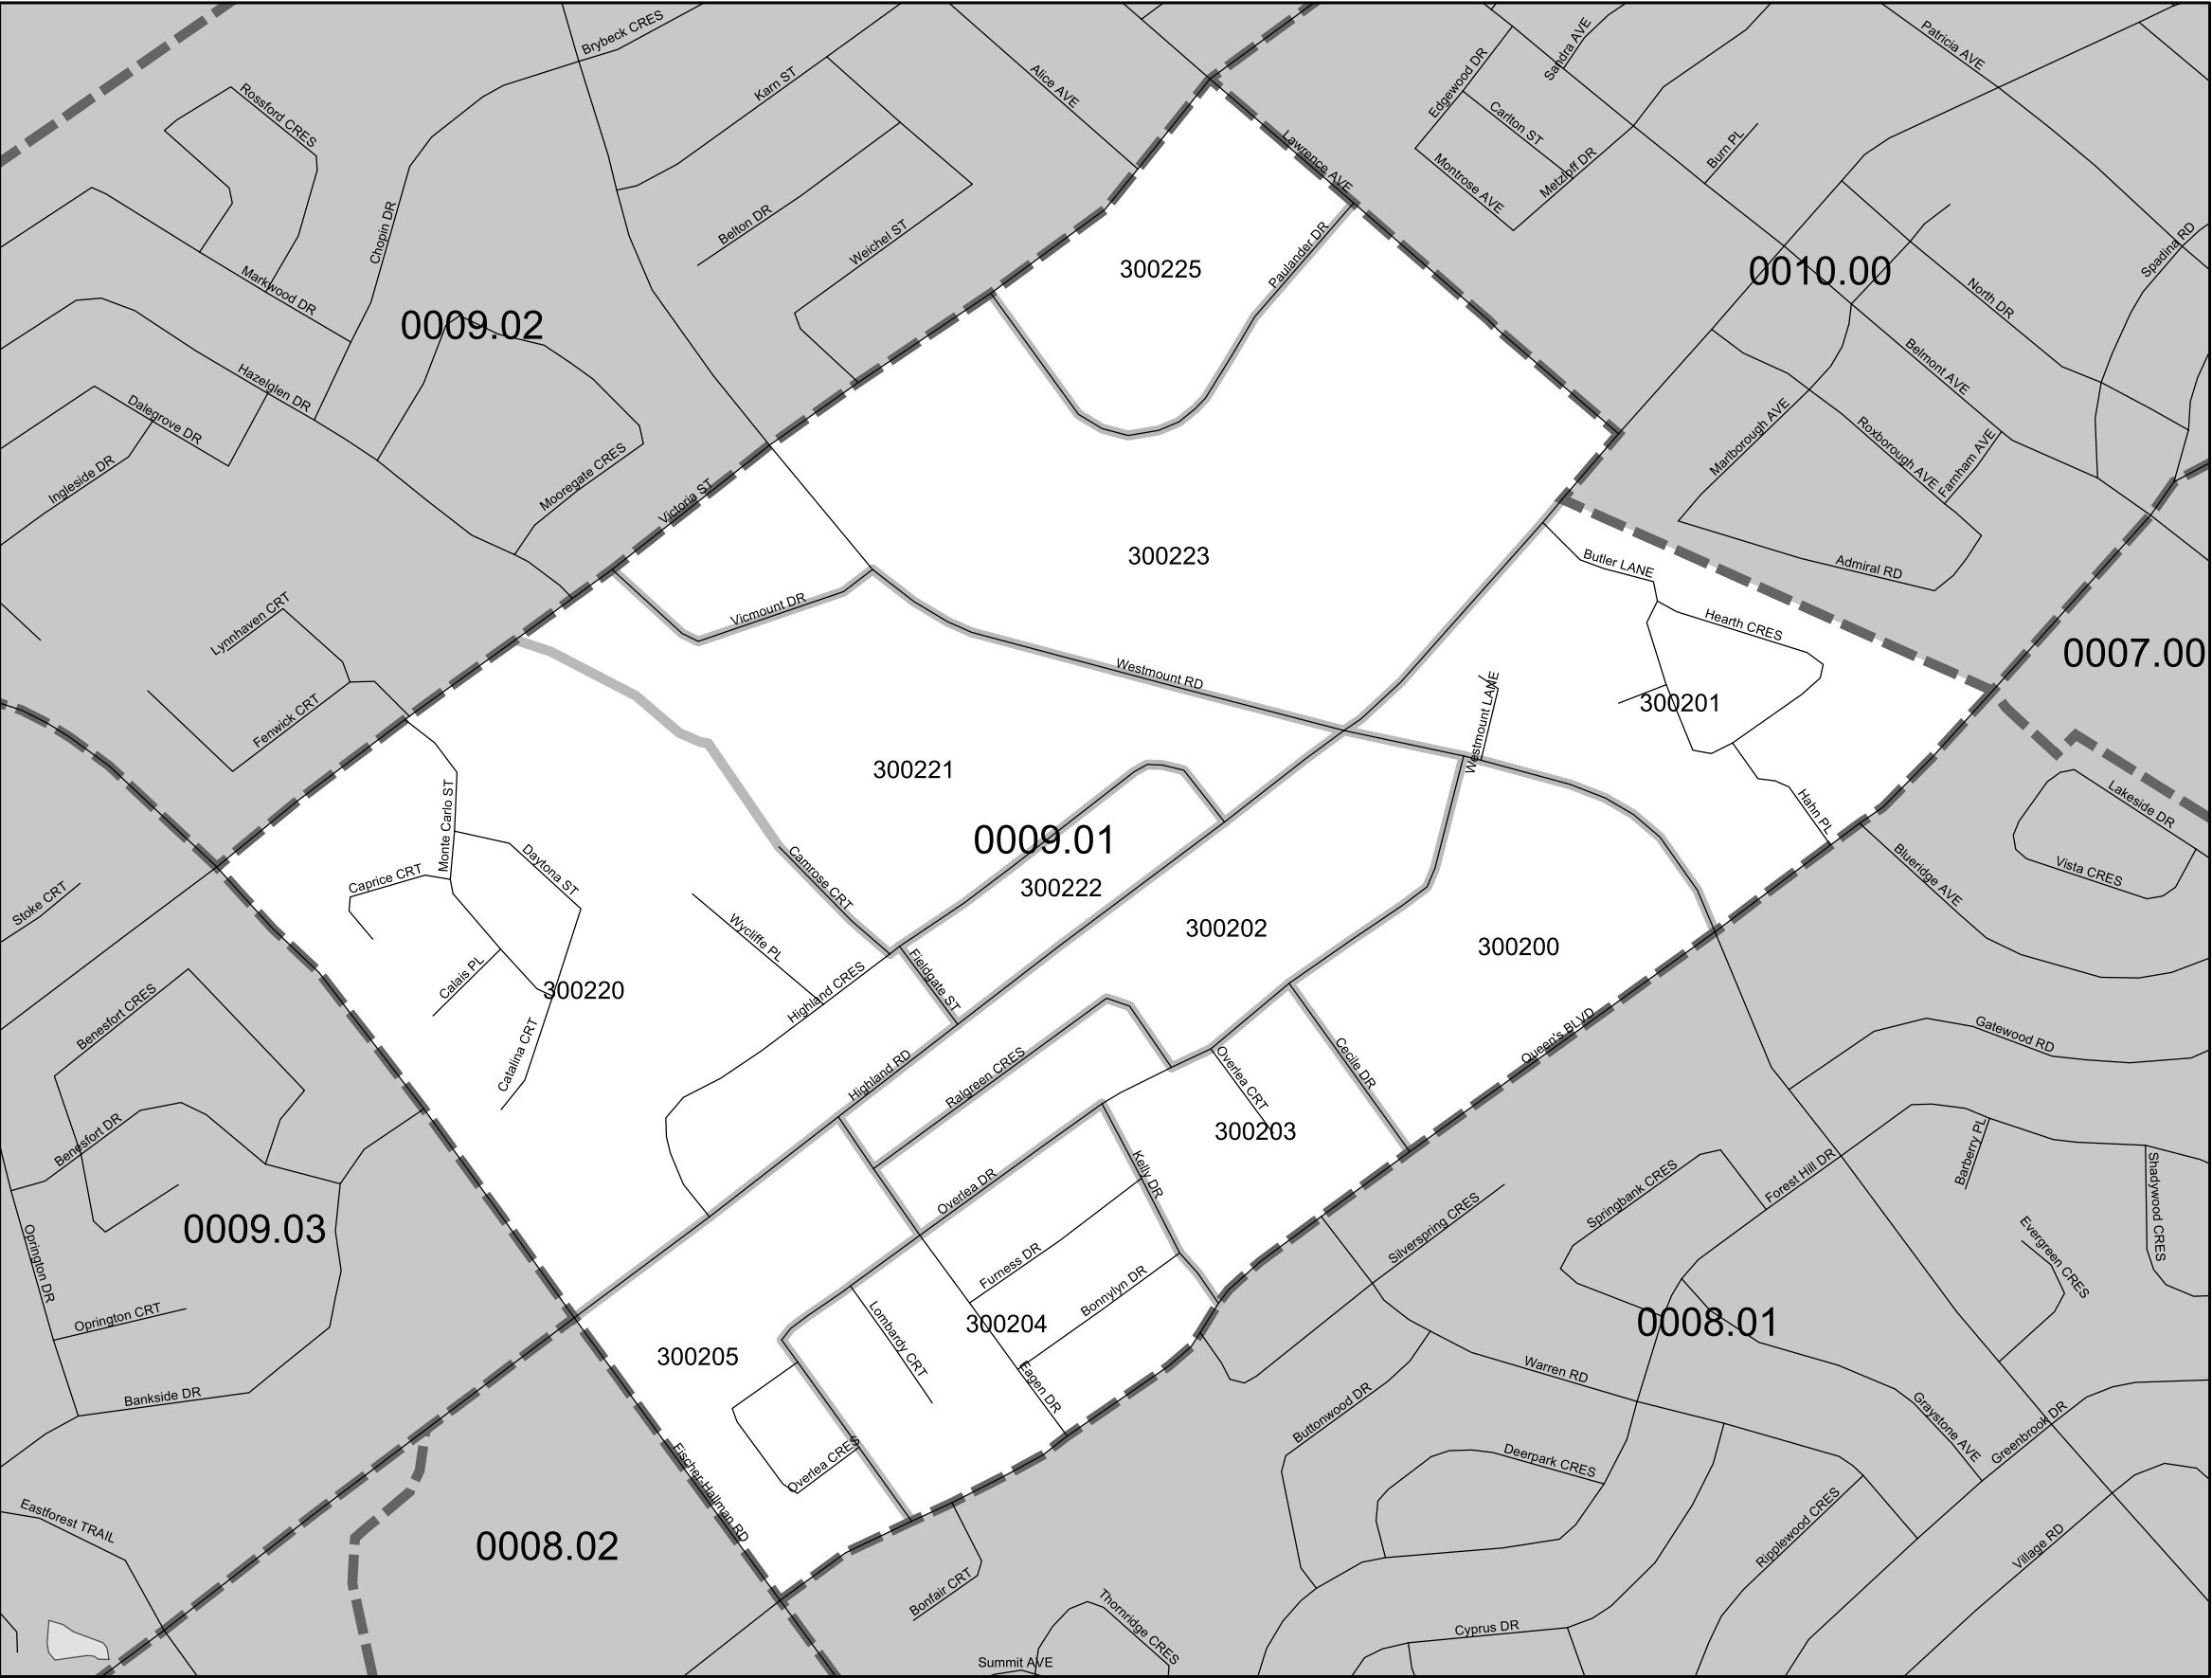 Brybeck CRES
Sandra AVE
Patricia AVE
Karn ST
Alice AVE
Edgewood DR
Rossford CRES
Carlton ST
Lawrence AVE
Burn PL
Metzloff DR
Montrose AVE
Chopin DR
Belton DR
Weichel ST
Paulander DR
300225
0010.00
Spadina RD
Markwood DR
North DR
0009.02
Belmont AVE
Hazelglen DR
Dalegrove DR
Marlborough AVE
Roxborough AVE
Farnham AVE
Ingleside DR
Mooregate CRES
Victoria ST
300223
Butler LANE
Admiral RD
Vicmount DR
Lynnhaven CRT
Hearth CRES
0007.00
Westmount RD
Fenwick CRT
300201
Westmount LANE
300221
Monte Carlo ST
Lakeside DR
Hahn PL
0009.01
Caprice CRT
Daytona ST
Camrose CRT
300222
Blueridge AVE
Vista CRES
Stoke CRT
Wycliffe PL
300202
300200
Calais PL
Highland CRES
Fieldgate ST
300220
Benesfort CRES
Catalina CRT
Highland RD
Ralgreen CRES
Queen's BLVD
Gatewood RD
Overlea CRT
Cecile DR
300203
Benesfort DR
Kelly DR
Overlea DR
Barberry PL
Shadywood CRES
Forest Hill DR
Springbank CRES
0009.03
Silverspring CRES
Evergreen CRES
Oprington DR
Furness DR
Bonnylyn DR
Oprington CRT
Lombardy CRT
300204
0008.01
300205
Warren RD
Eagen DR
Bankside DR
Buttonwood DR
Graystone AVE
Greenbrook DR
Overlea CRES
Deerpark CRES
Fischer-Hallman RD
Eastforest TRAIL
0008.02
Ripplewood CRES
Village RD
Bonfair CRT
Thornridge CRES
Cyprus DR
Summit AVE